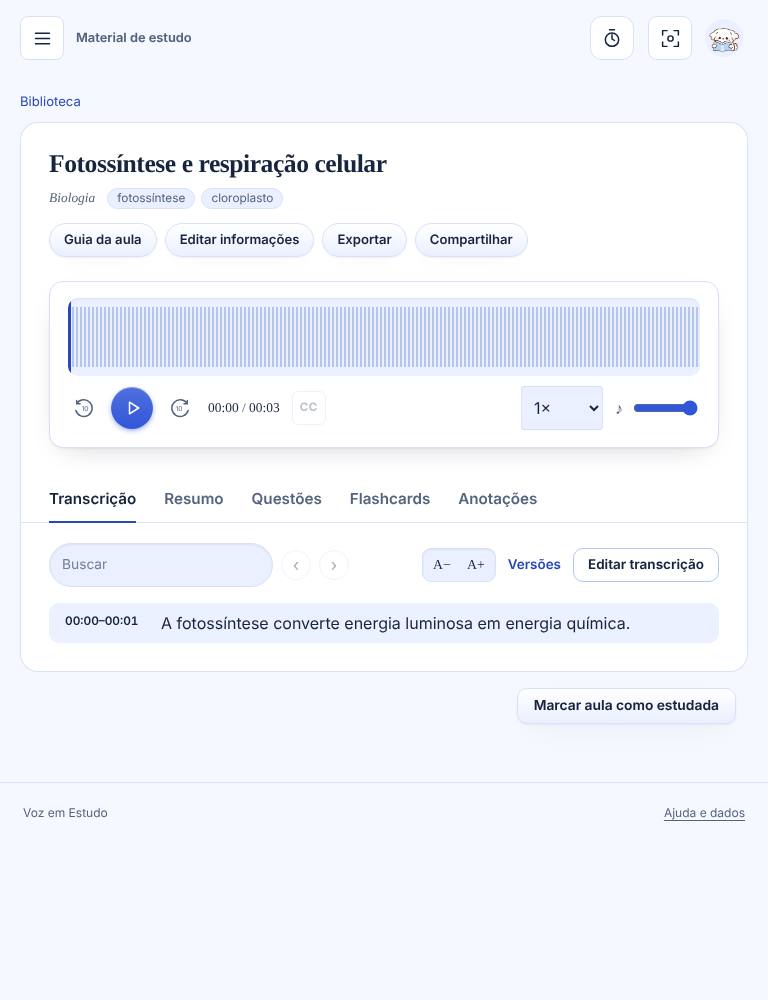 Material de estudo
Biblioteca
Fotossíntese e respiração celular
Biologia fotossíntese cloroplasto
Guia da aula Editar informações Exportar Compartilhar
10 10 00:00 / 00:03 CC 1× ♪
Transcrição Resumo Questões Flashcards Anotações
Buscar ‹ › A− A+ Versões Editar transcrição
00:00–00:01 A fotossíntese converte energia luminosa em energia química.
Marcar aula como estudada
Voz em Estudo Ajuda e dados